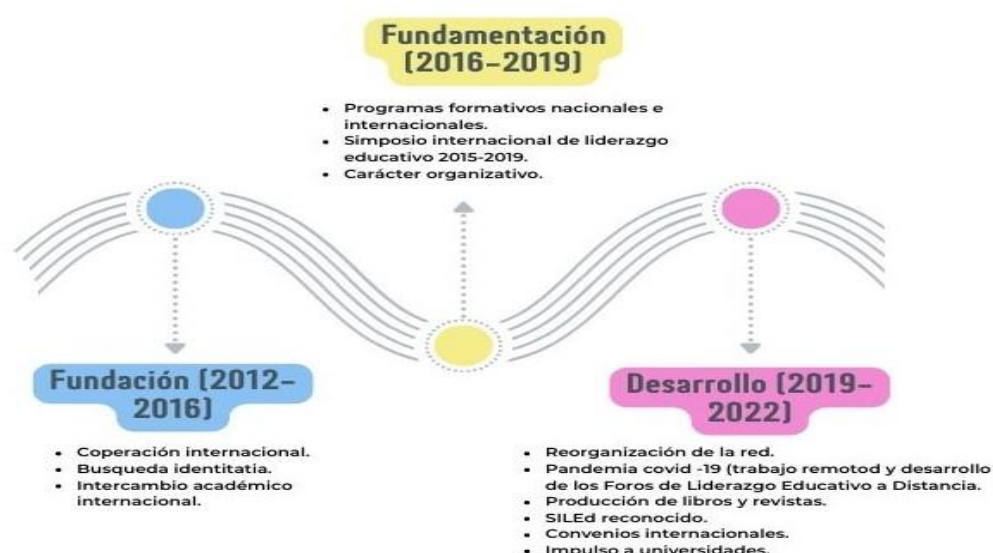 Fundamentación
(2016-2019)
• Programas formativos nacionales e
internacionales.
• Simposio internacional de liderazgo
educativo 2015-2019.
• Carácter organizativo.
Fundación (2012-
2016)
• Coperación internacional.
• Busqueda identitatia.
• Intercambio académico
internacional.
Desarrollo (2019-
2022)
• Reorganización de la red.
• Pandemia covid -19 (trabajo remotod y desarrollo
de los Foros de Liderazgo Educativo a Distancia.
• Producción de libros y revistas.
• SILEd reconocido.
• Convenios internacionales.
• Impulso a universidades.